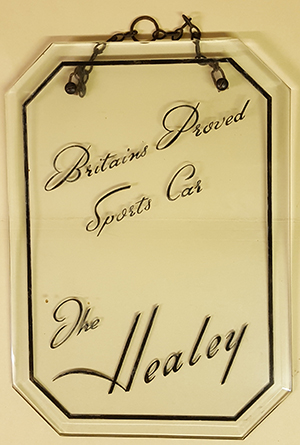 Britains Proved
Sports Car
The
Healey